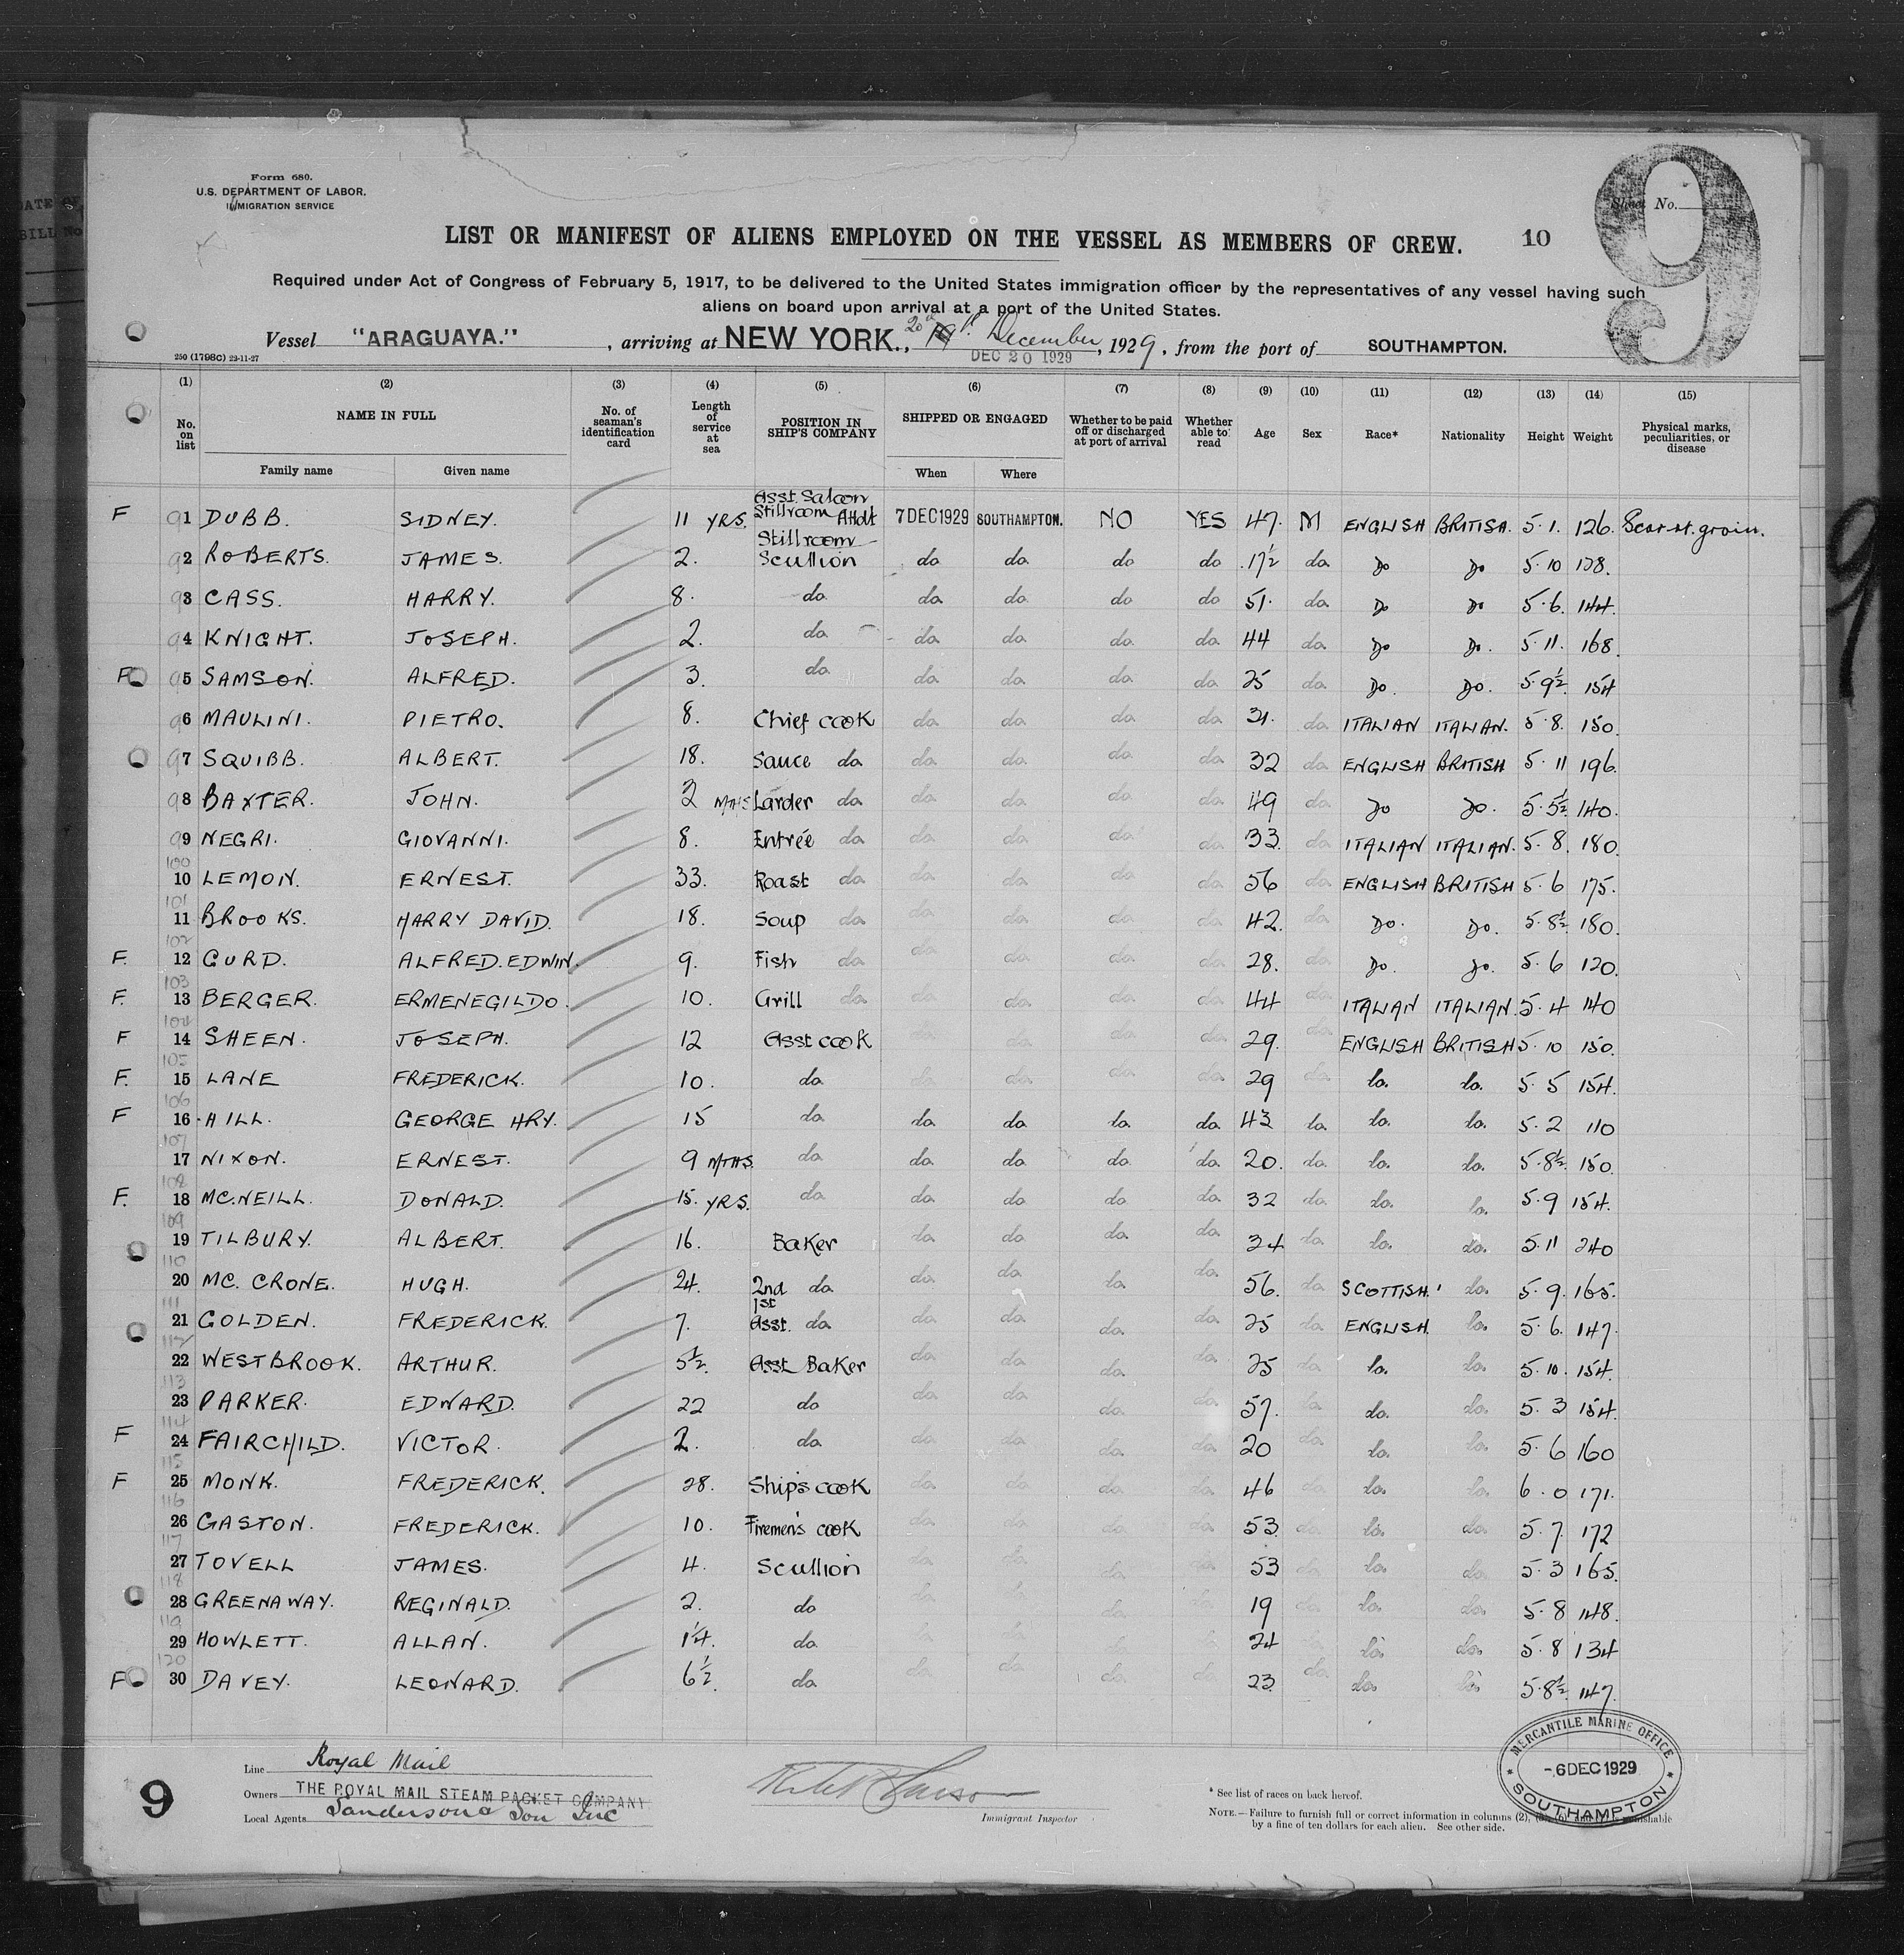 Form 680.
U.S. DEPARTMENT OF LABOR.
IMMIGRATION SERVICE
Sheet No.
9
LIST OR MANIFEST OF ALIENS EMPLOYED ON THE VESSEL AS MEMBERS OF CREW. 10
Required under Act of Congress of February 5, 1917, to be delivered to the United States immigration officer by the representatives of any vessel having such
aliens on board upon arrival at a port of the United States.
Vessel "ARAGUAYA." , arriving at NEW YORK., 20th 19th December, 1929, from the port of SOUTHAMPTON.
DEC 20 1929
250 (1798C) 23-11-27
(1) (2) (3) (4) (5) (6) (7) (8) (9) (10) (11) (12) (13) (14) (15)
No. on list NAME IN FULL Family name Given name No. of seaman's identification card Length of service at sea POSITION IN SHIP'S COMPANY SHIPPED OR ENGAGED When Where Whether to be paid off or discharged at port of arrival Whether able to read Age Sex Race* Nationality Height Weight Physical marks, peculiarities, or disease
F 91 DUBB. SIDNEY. 11 YRS. Asst. Saloon Stillroom Attdt 7 DEC 1929 SOUTHAMPTON. NO YES 47. M ENGLISH BRITISH. 5.1. 126. Scar rt. groin.
92 ROBERTS. JAMES. 2. Stillroom Scullion do do. do do 17½ do. Do Do 5.10 138.
93 CASS. HARRY. 8. do do. do. do do 51. do. Do Do 5.6. 144.
94 KNIGHT. JOSEPH. 2. do do. do. do. do. 44 do. Do Do. 5.11. 168.
F 95 SAMSON. ALFRED. 3. do do. do. do. do 25 do. Do. Do. 5.9½. 154
96 MAULINI. PIETRO. 8. Chief cook do. do. do. do. 31. do ITALIAN ITALIAN. 5.8. 150.
97 SQUIBB. ALBERT. 18. Sauce do do. do. do do. 32 do ENGLISH BRITISH 5.11 196.
98 BAXTER. JOHN. 2 MTHS Larder do do. do. do. do. 49 do Do Do. 5.5½ 140.
99 NEGRI. GIOVANNI. 8. Entrée do do. do. do do. 33. do ITALIAN ITALIAN. 5.8. 180.
100 10 LEMON. ERNEST. 33. Roast do do. do. do. do. 56 do ENGLISH BRITISH 5.6 175.
101 11 BROOKS. HARRY DAVID. 18. Soup do. do. do. do. do. 42. do. Do. Do. 5.8½. 180.
F. 102 12 GURD. ALFRED. EDWIN. 9. Fish do. do. do. do. do. 28. do. Do. Do. 5.6 120.
F. 103 13 BERGER. ERMENEGILDO. 10. Grill do. do. do. do. do. 44 do ITALIAN ITALIAN. 5.4 140
F 104 14 SHEEN. JOSEPH. 12 Asst cook do. do. do. do. 29. do. ENGLISH BRITISH 5.10 150.
F. 105 15 LANE FREDERICK. 10. do do. do. do. do. 29 do do. do. 5.5 154.
F 106 16 HILL. GEORGE HRY. 15 do. do. do. do. do. 43 do. do. do. 5.2 110
107 17 NIXON. ERNEST. 9 MTHS. do. do. do. do. do. 20. do. do. do. 5.8½. 150.
F. 108 18 MC.NEILL. DONALD. 15. YRS. do. do. do. do do. 32 do. do. do. 5.9 154.
109 19 TILBURY. ALBERT. 16. Baker do. do. do. do. 34 do. do. do. 5.11 240
110 20 MC. CRONE. HUGH. 24. 2nd do. do. do. do. do. 56. do SCOTTISH. do. 5.9. 165.
111 21 GOLDEN. FREDERICK. 7. 1st Asst. do. do. do. do. do. 25 do. ENGLISH. do. 5.6. 147.
112 22 WESTBROOK. ARTHUR. 5½. Asst Baker do. do. do. do. 25 do. do. do. 5.10. 154.
113 23 PARKER. EDWARD. 22 do do. do. do. do. 57. do. do. do. 5.3 154.
F 114 24 FAIRCHILD. VICTOR. 2. do. do. do. do. do. 20 do. do. do. 5.6 160
F 115 25 MONK. FREDERICK. 28. Ship's cook do. do. do. do. 46 do. do. do. 6.0 171.
116 26 GASTON. FREDERICK. 10. Firemen's cook do. do. do. do. 53. do. do. do. 5.7. 172
117 27 TOVELL JAMES. 4. Scullion do. do. do. do. 53 do. do. do. 5.3 165.
118 28 GREENAWAY. REGINALD. 2. do do. do. do. do. 19 do. do. do. 5.8 148.
119 29 HOWLETT. ALLAN. 1¼. do. do. do. do. do. 24 do. do. do. 5.8 134
F 120 30 DAVEY. LEONARD. 6½. do. do. do. do. do. 23. do. do. do. 5.8½. 147.
9
Line Royal Mail
Owners THE ROYAL MAIL STEAM PACKET COMPANY
Local Agents Sanderson & Son Inc
Immigrant Inspector
* See list of races on back hereof.
NOTE.—Failure to furnish full or correct information in columns (2), (5), (6) and (7) is punishable
by a fine of ten dollars for each alien. See other side.
MERCANTILE MARINE OFFICE
-6 DEC 1929
SOUTHAMPTON
9